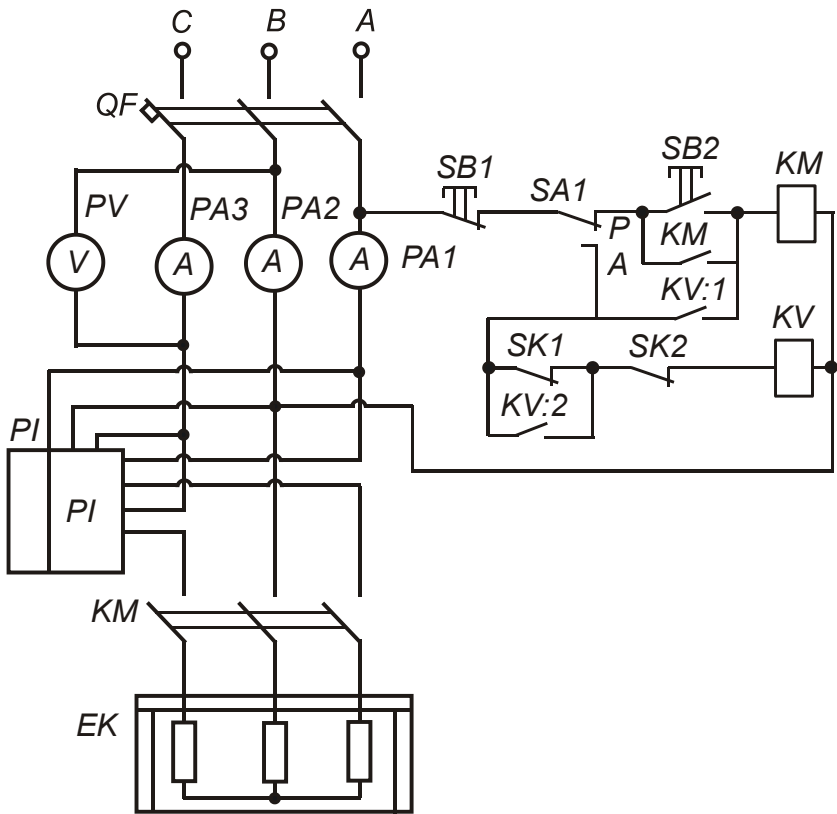 C B A
QF
SB1 SB2 KM
SA1
PV PA3 PA2 P KM
V A A A PA1 A
KV:1 KV
SK1 SK2
KV:2
PI
PI
KM
EK